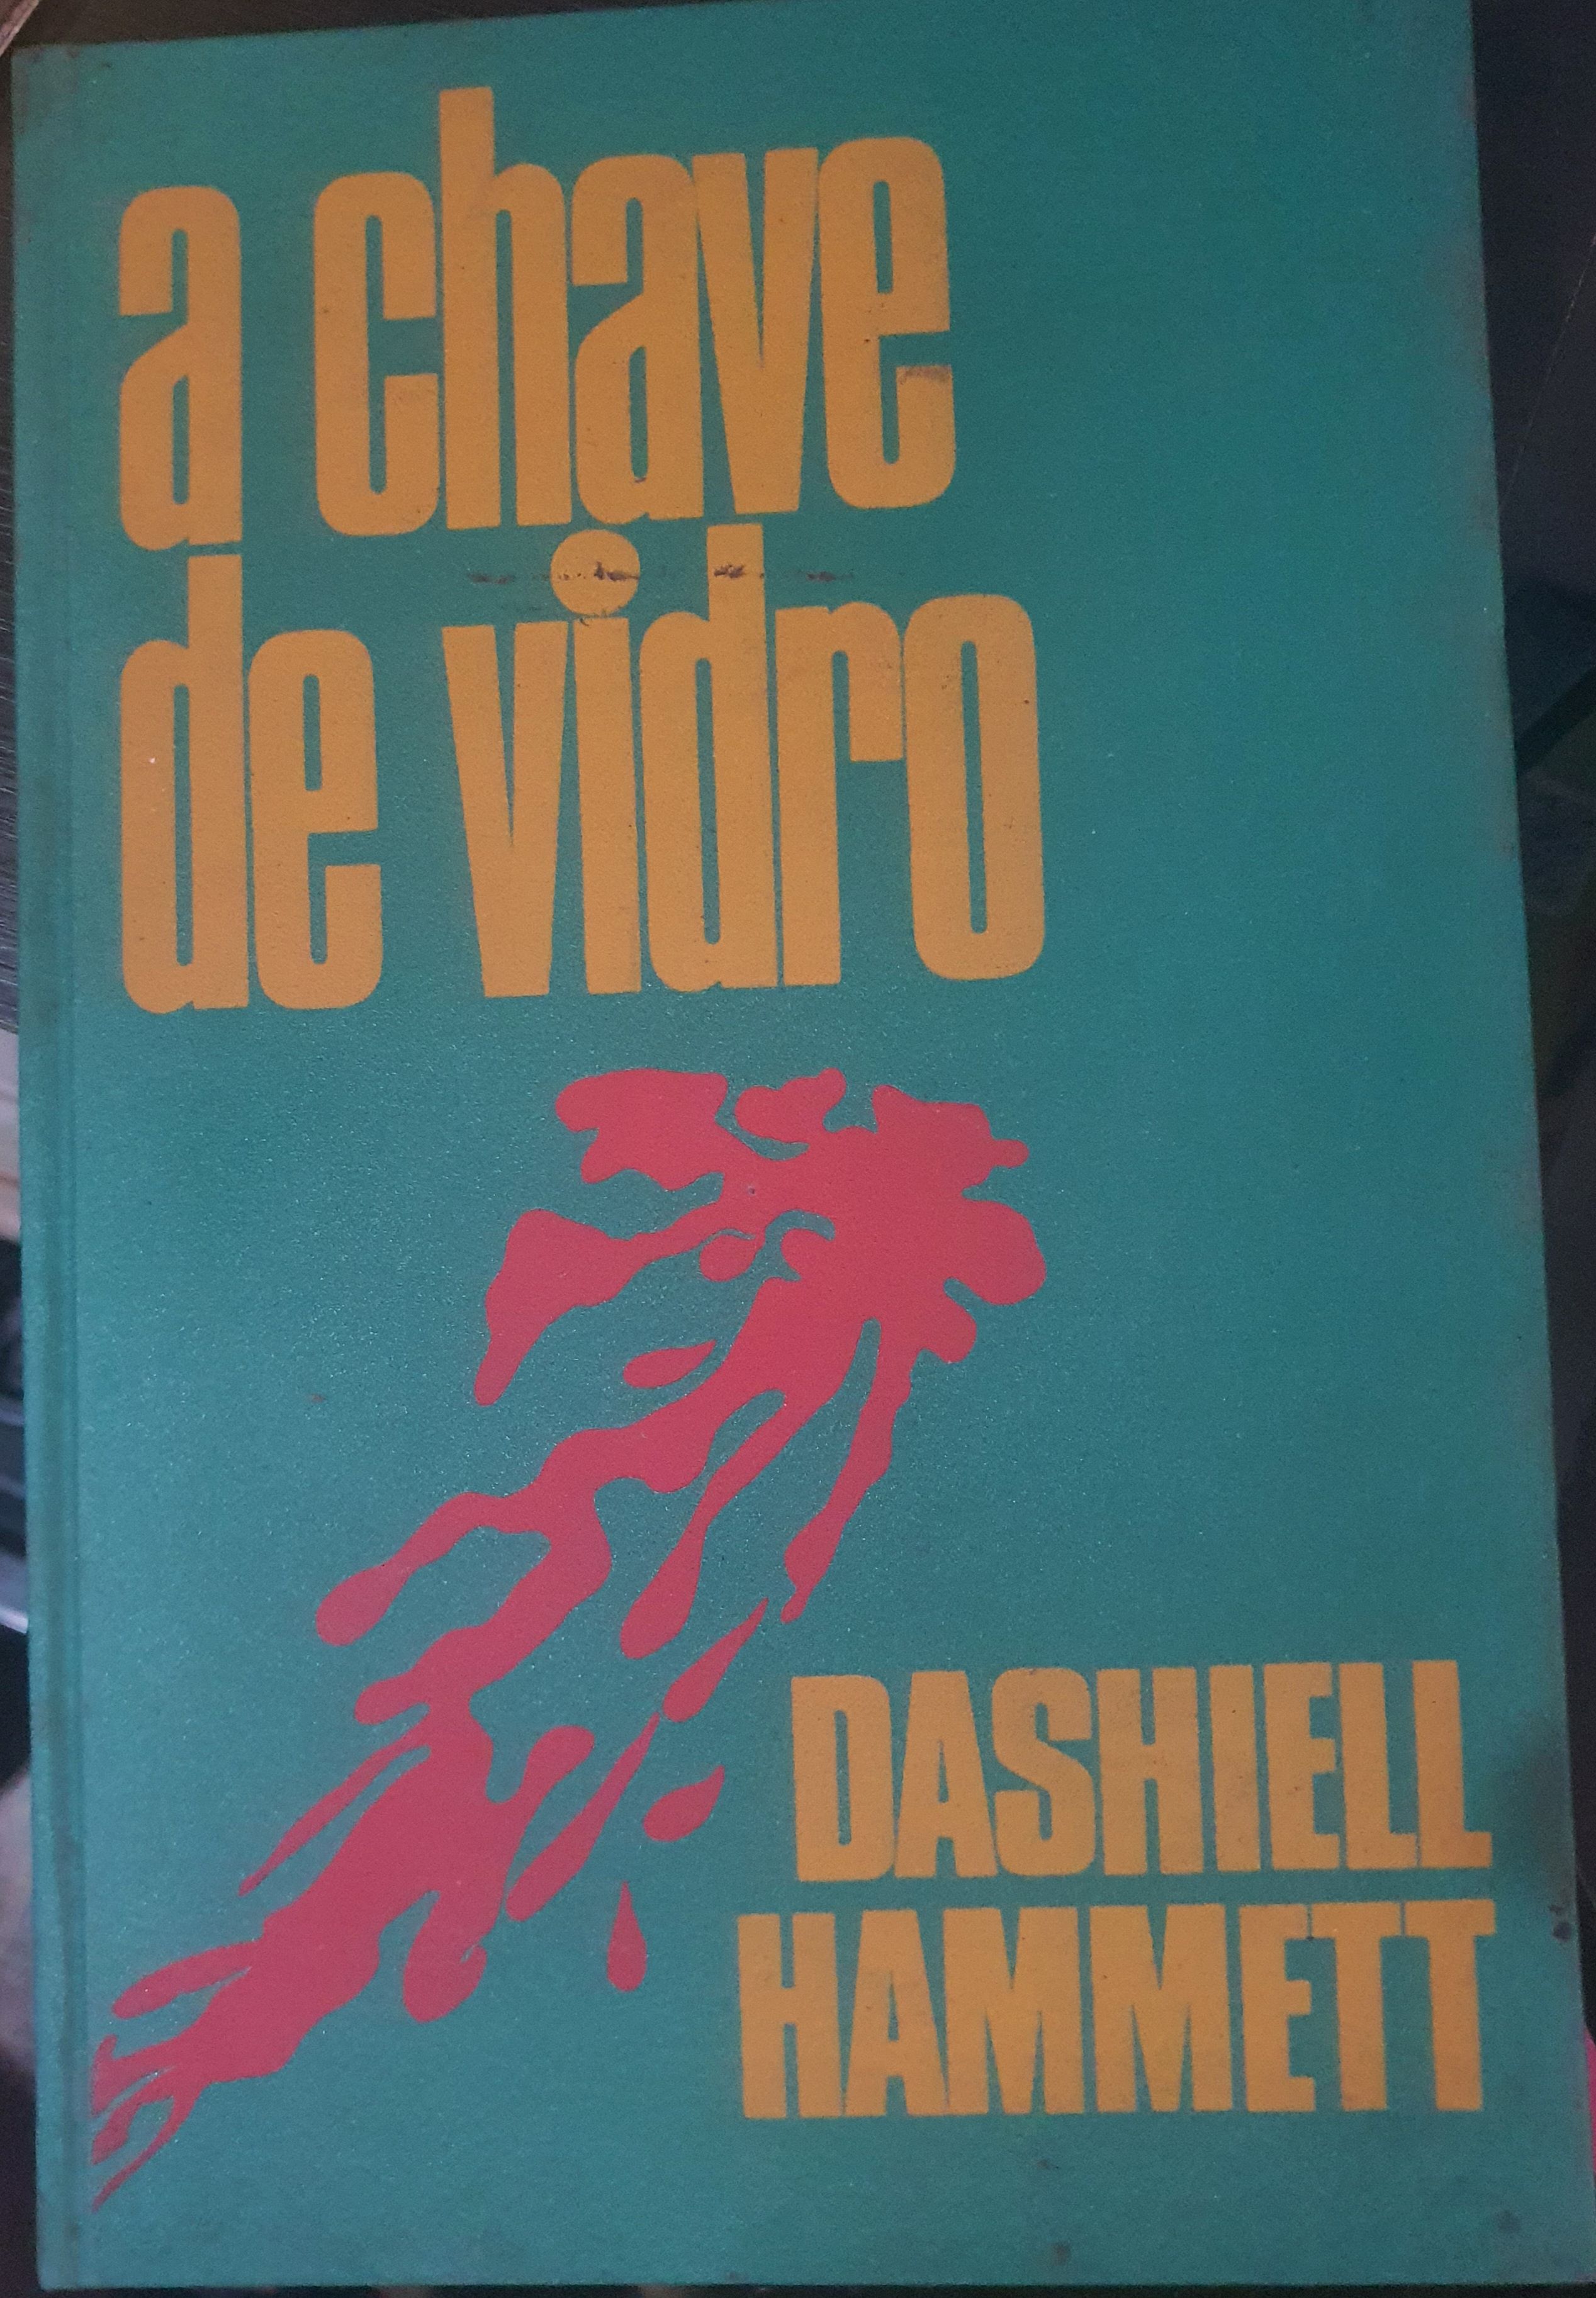 a chave
de vidro
DASHIELL
HAMMETT